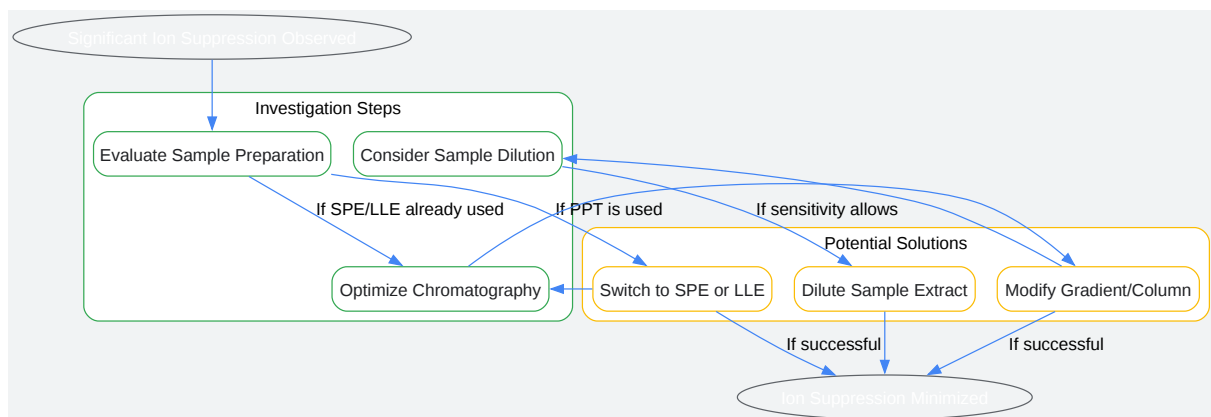 Significant Ion Suppression Observed
Investigation Steps
Evaluate Sample Preparation
Consider Sample Dilution
If SPE/LLE already used
If PPT is used
If sensitivity allows
Potential Solutions
Optimize Chromatography
Switch to SPE or LLE
Dilute Sample Extract
Modify Gradient/Column
If successful
If successful
Ion Suppression Minimized